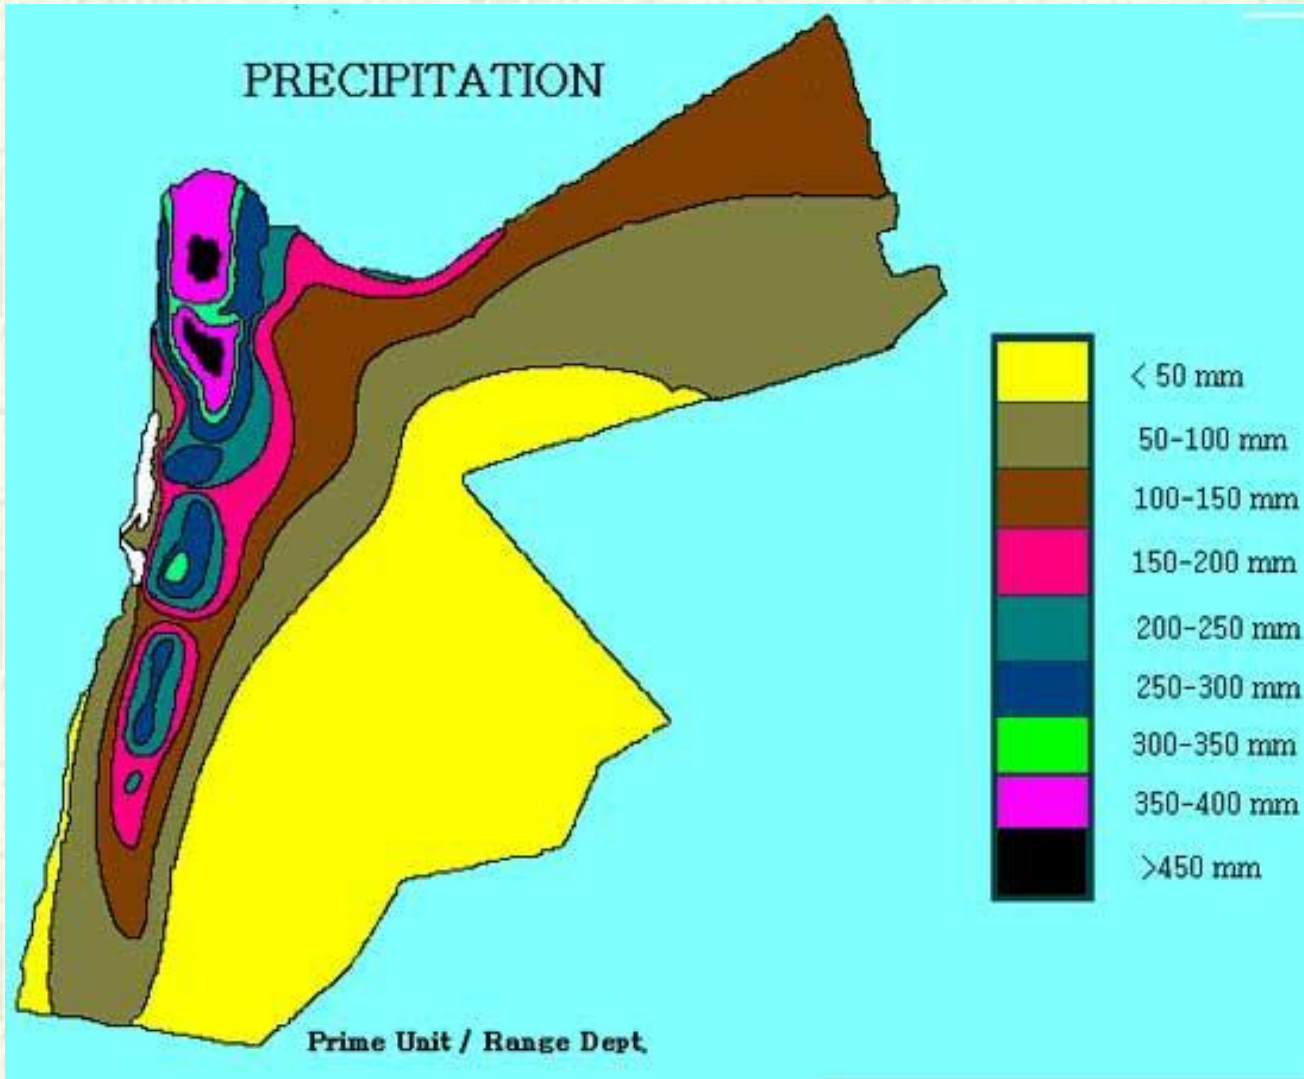 PRECIPITATION
< 50 mm
50-100 mm
100-150 mm
150-200 mm
200-250 mm
250-300 mm
300-350 mm
350-400 mm
>450 mm
Prime Unit / Range Dept.